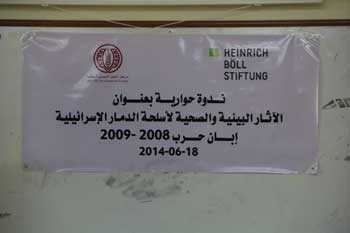 HEINRICH
BÖLL
STIFTUNG
ندوة حوارية بعنوان
الآثار البيئية والصحية لأسلحة الدمار الإسرائيلية
إبان حرب 2008 -2009
2014-06-18